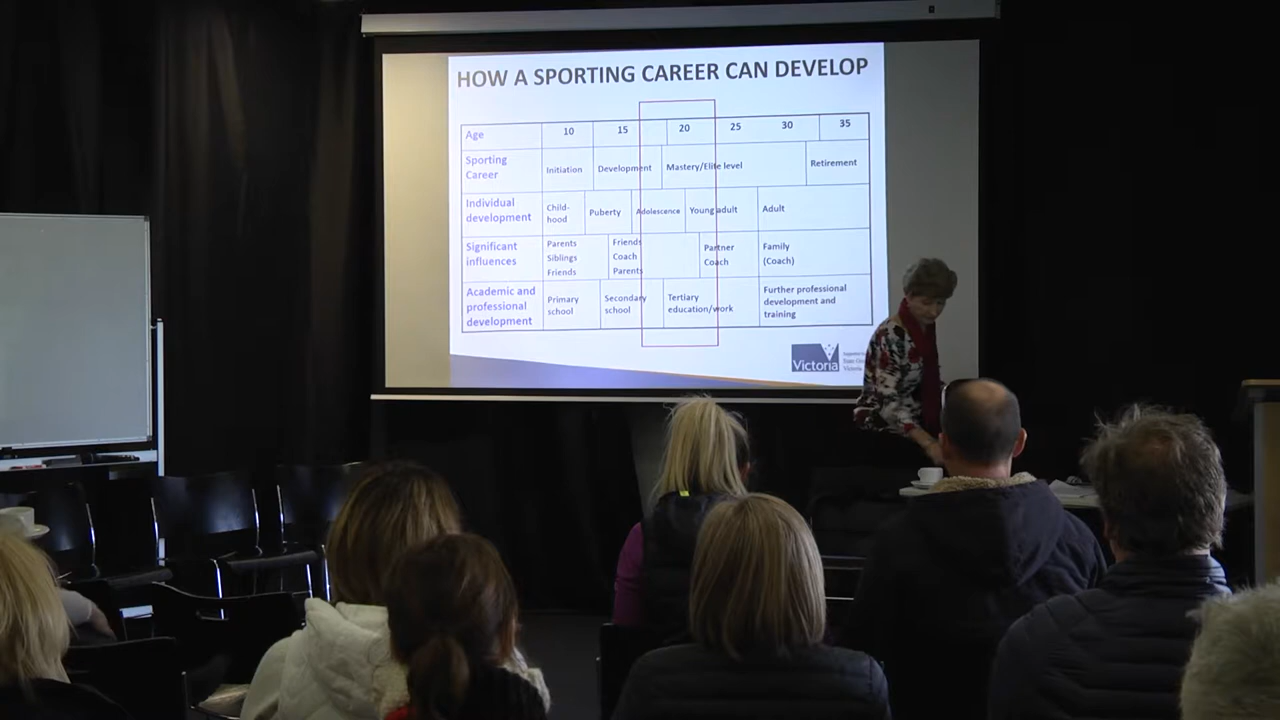 HOW A SPORTING CAREER CAN DEVELOP
Age 10 15 20 25 30 35
Sporting
Career
Initiation
Development
Mastery/Elite level
Retirement
Individual
development
Child-
hood
Puberty
Adolescence
Young adult
Adult
Significant
influences
Parents
Siblings
Friends
Friends
Coach
Parents
Partner
Coach
Family
(Coach)
Academic and
professional
development
Primary
school
Secondary
school
Tertiary
education/work
Further professional
development and
training
Victoria